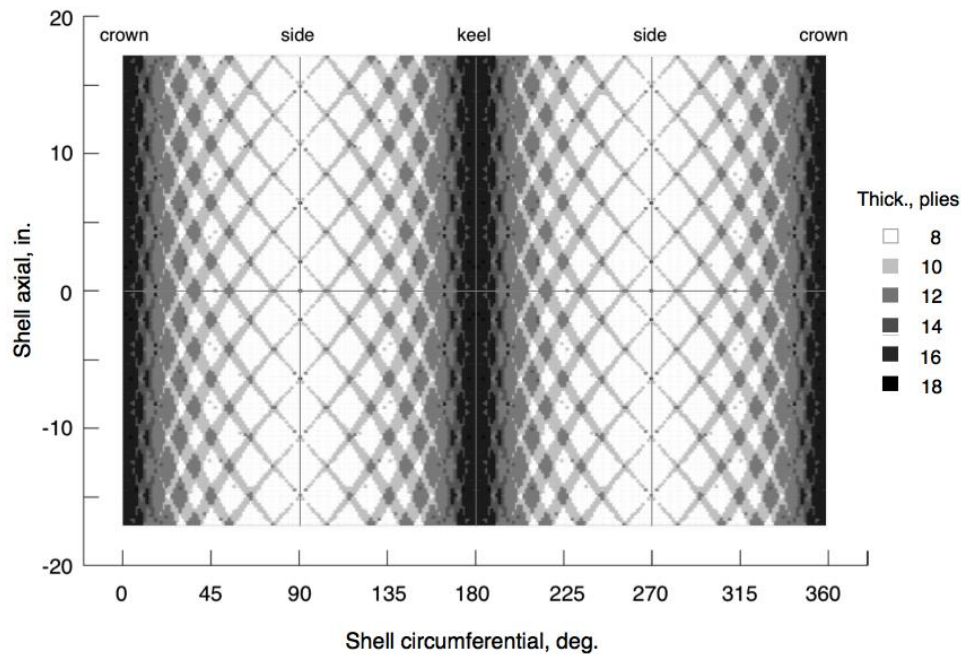 20
crown side keel side crown
10
0
-10
-20
Shell axial, in.
0 45 90 135 180 225 270 315 360
Shell circumferential, deg.
Thick., plies
8
10
12
14
16
18